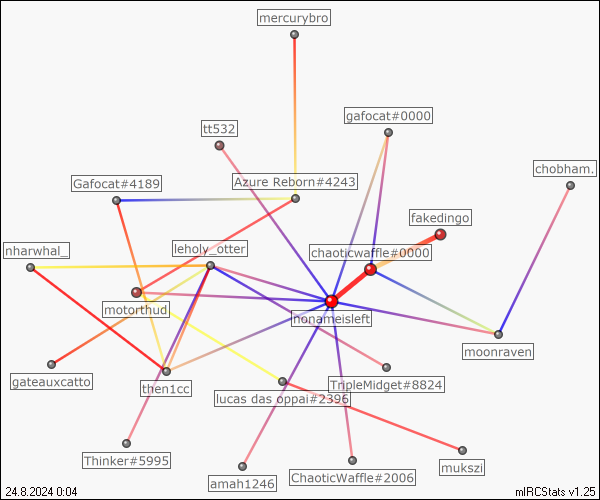 mercurybro
gafocat#0000
tt532
chobham.
Gafocat#4189
Azure Reborn#4243
fakedingo
nharwhal_
leholy_otter
chaoticwaffle#0000
motorthud
nonameisleft
moonraven
gateauxcatto
then1cc
TripleMidget#8824
lucas das oppai#2396
Thinker#5995
amah1246
ChaoticWaffle#2006
mukszi
24.8.2024 0:04
mIRCStats v1.25